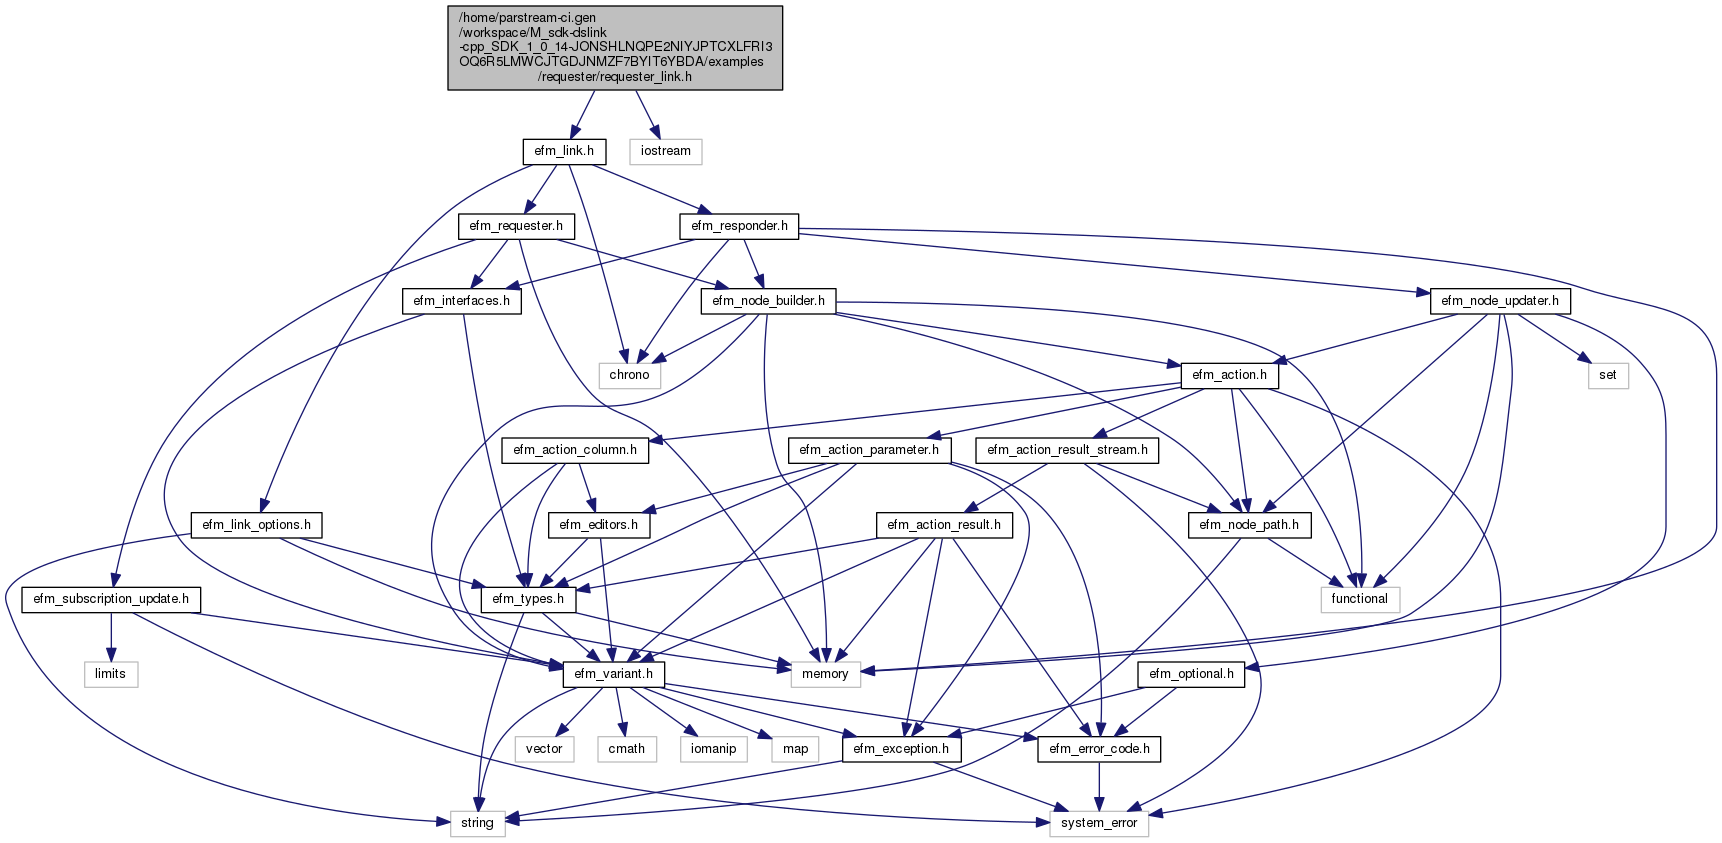 /home/parstream-ci.gen
/workspace/M_sdk-dslink
-cpp_SDK_1_0_14-JONSHLNQPE2NIYJPTCXLFRI3
OQ6R5LMWCJTGDJNMZF7BYIT6YBDA/examples
/requester/requester_link.h
efm_link.h
iostream
efm_requester.h
efm_responder.h
efm_interfaces.h
efm_node_builder.h
efm_node_updater.h
chrono
efm_action.h
set
efm_action_column.h
efm_action_parameter.h
efm_action_result_stream.h
efm_link_options.h
efm_editors.h
efm_action_result.h
efm_node_path.h
efm_subscription_update.h
efm_types.h
functional
limits
efm_variant.h
memory
efm_optional.h
vector
cmath
iomanip
map
efm_exception.h
efm_error_code.h
string
system_error